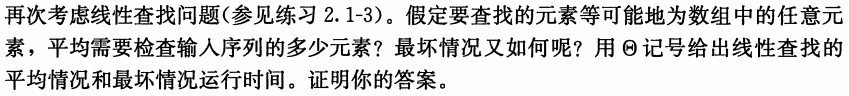 再次考虑线性查找问题(参见练习 2.1-3)。假定要查找的元素等可能地为数组中的任意元
素，平均需要检查输入序列的多少元素？最坏情况又如何呢？用 Θ 记号给出线性查找的
平均情况和最坏情况运行时间。证明你的答案。